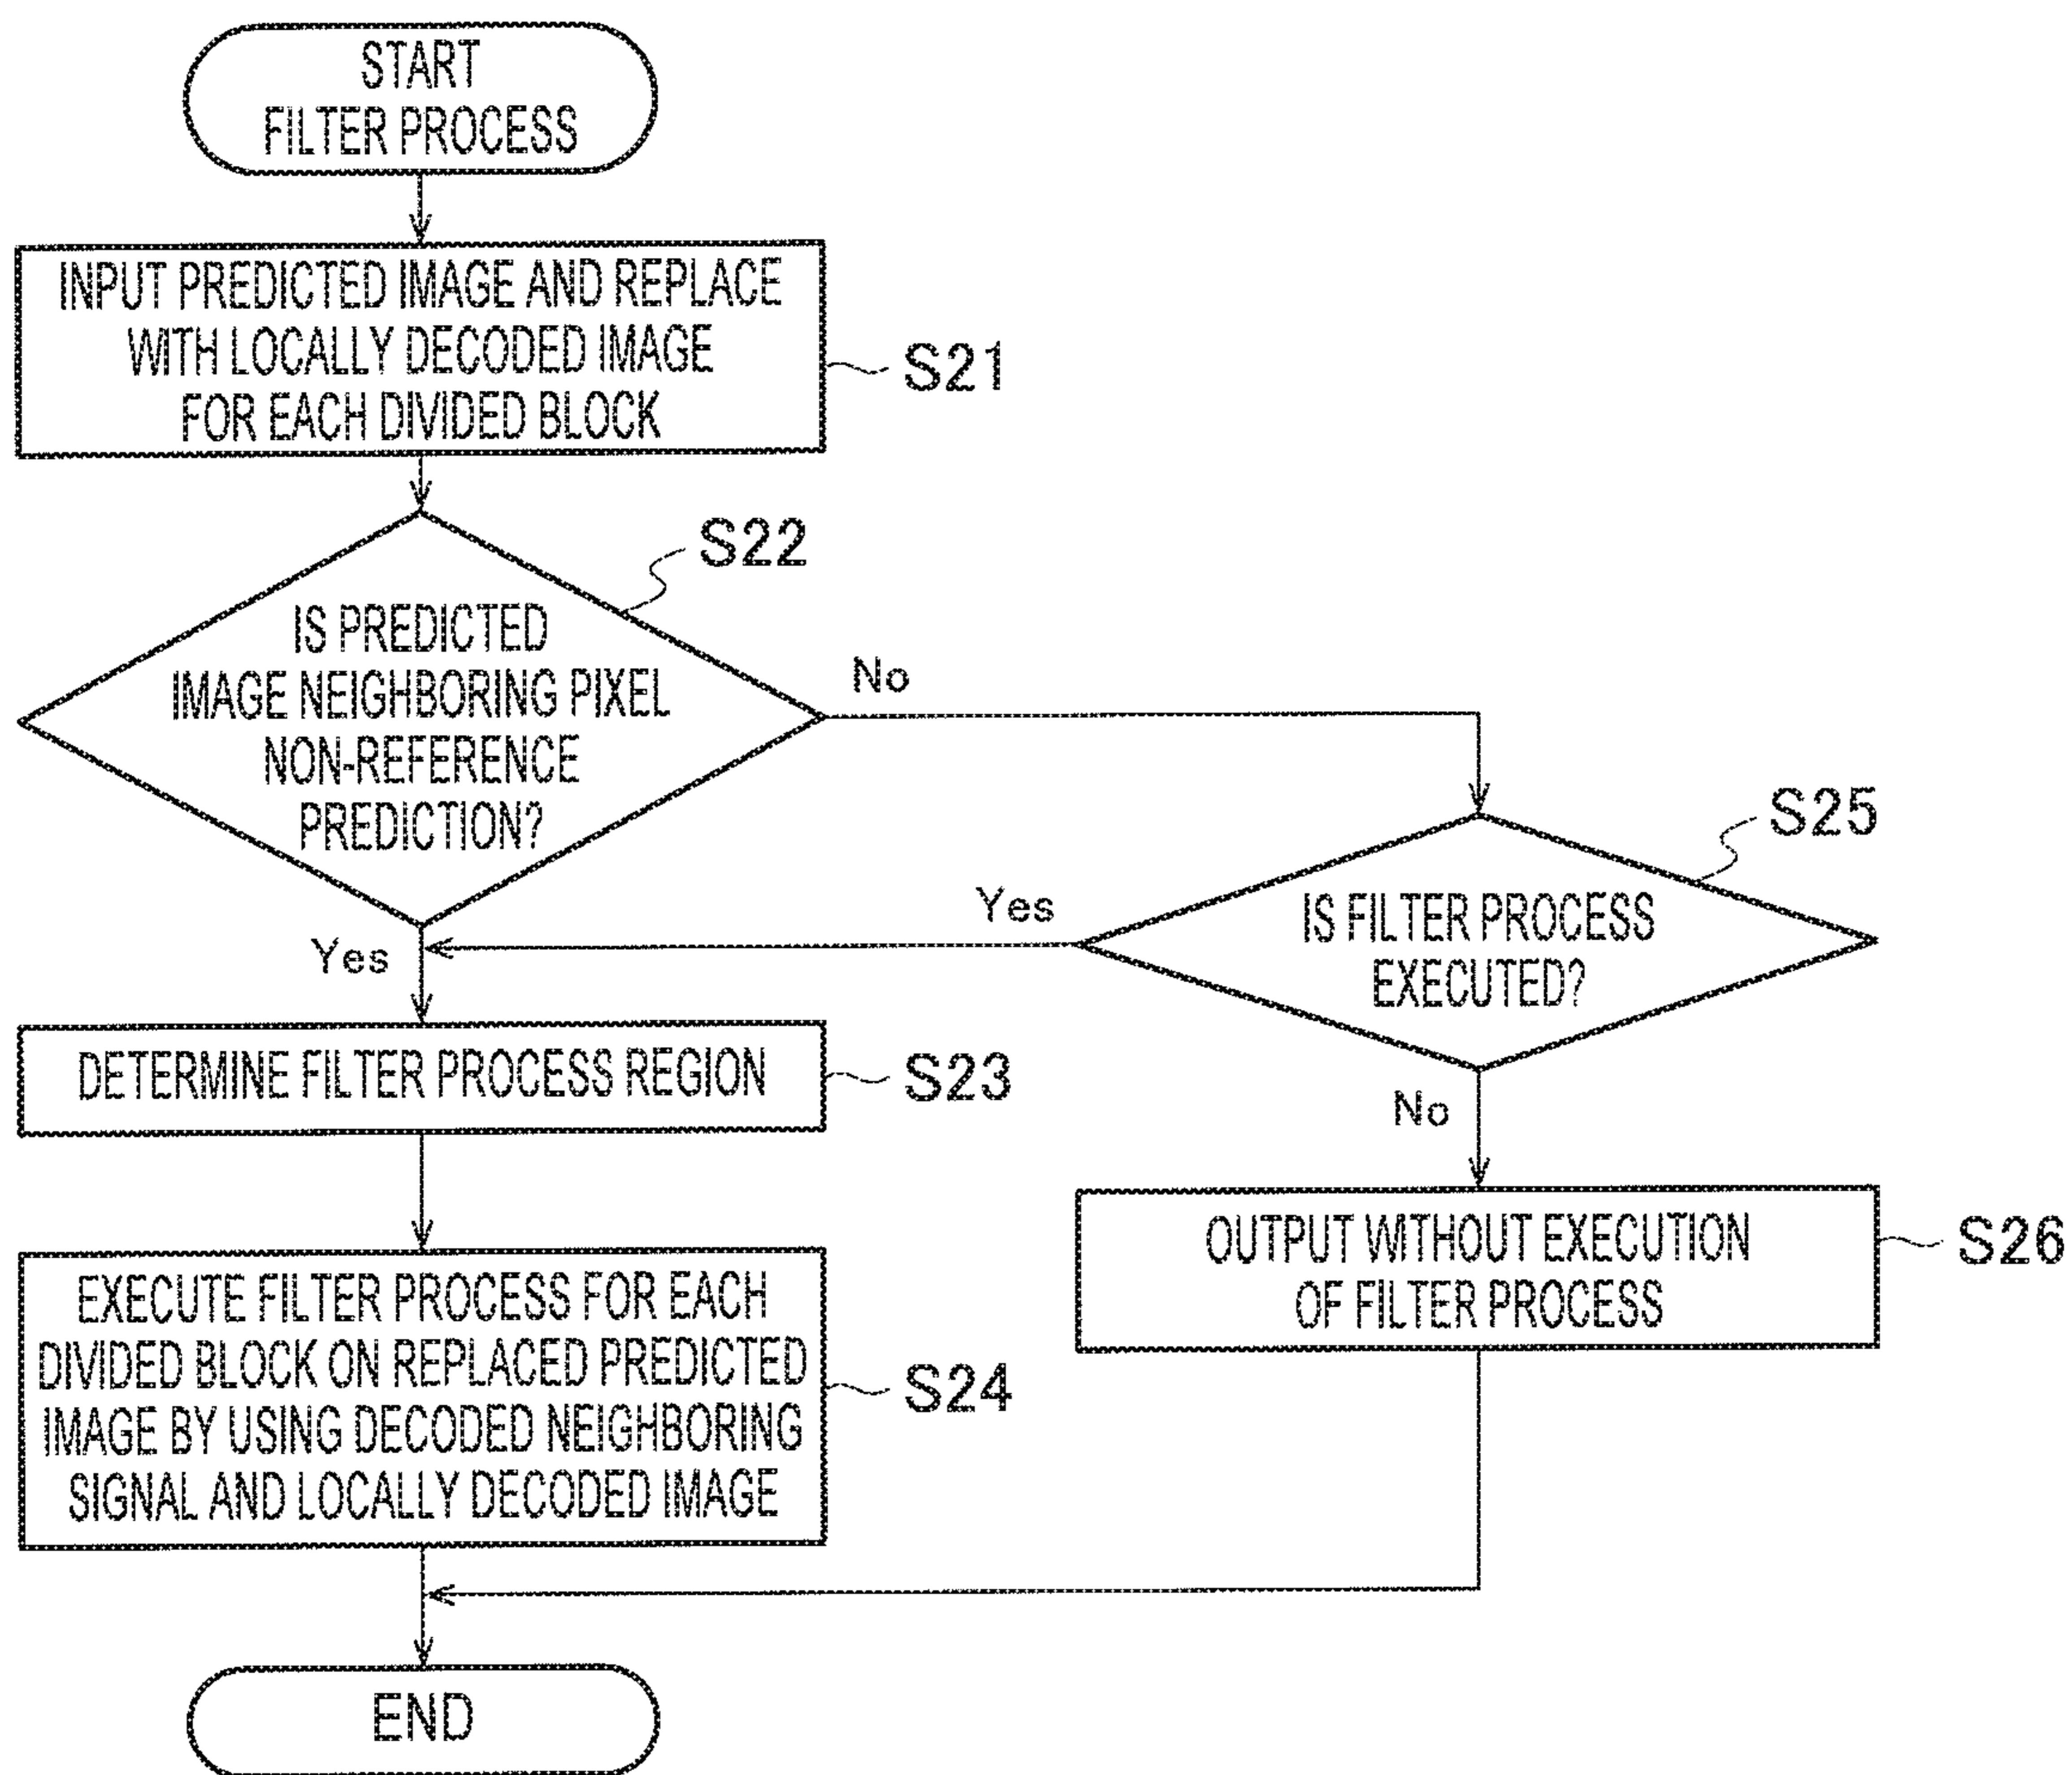 START
FILTER PROCESS
INPUT PREDICTED IMAGE AND REPLACE
WITH LOCALLY DECODED IMAGE
FOR EACH DIVIDED BLOCK
S21
S22
IS PREDICTED
IMAGE NEIGHBORING PIXEL
NON-REFERENCE
PREDICTION?
No
Yes
S25
IS FILTER PROCESS
EXECUTED?
Yes
No
DETERMINE FILTER PROCESS REGION
S23
OUTPUT WITHOUT EXECUTION
OF FILTER PROCESS
S26
EXECUTE FILTER PROCESS FOR EACH
DIVIDED BLOCK ON REPLACED PREDICTED
IMAGE BY USING DECODED NEIGHBORING
SIGNAL AND LOCALLY DECODED IMAGE
S24
END